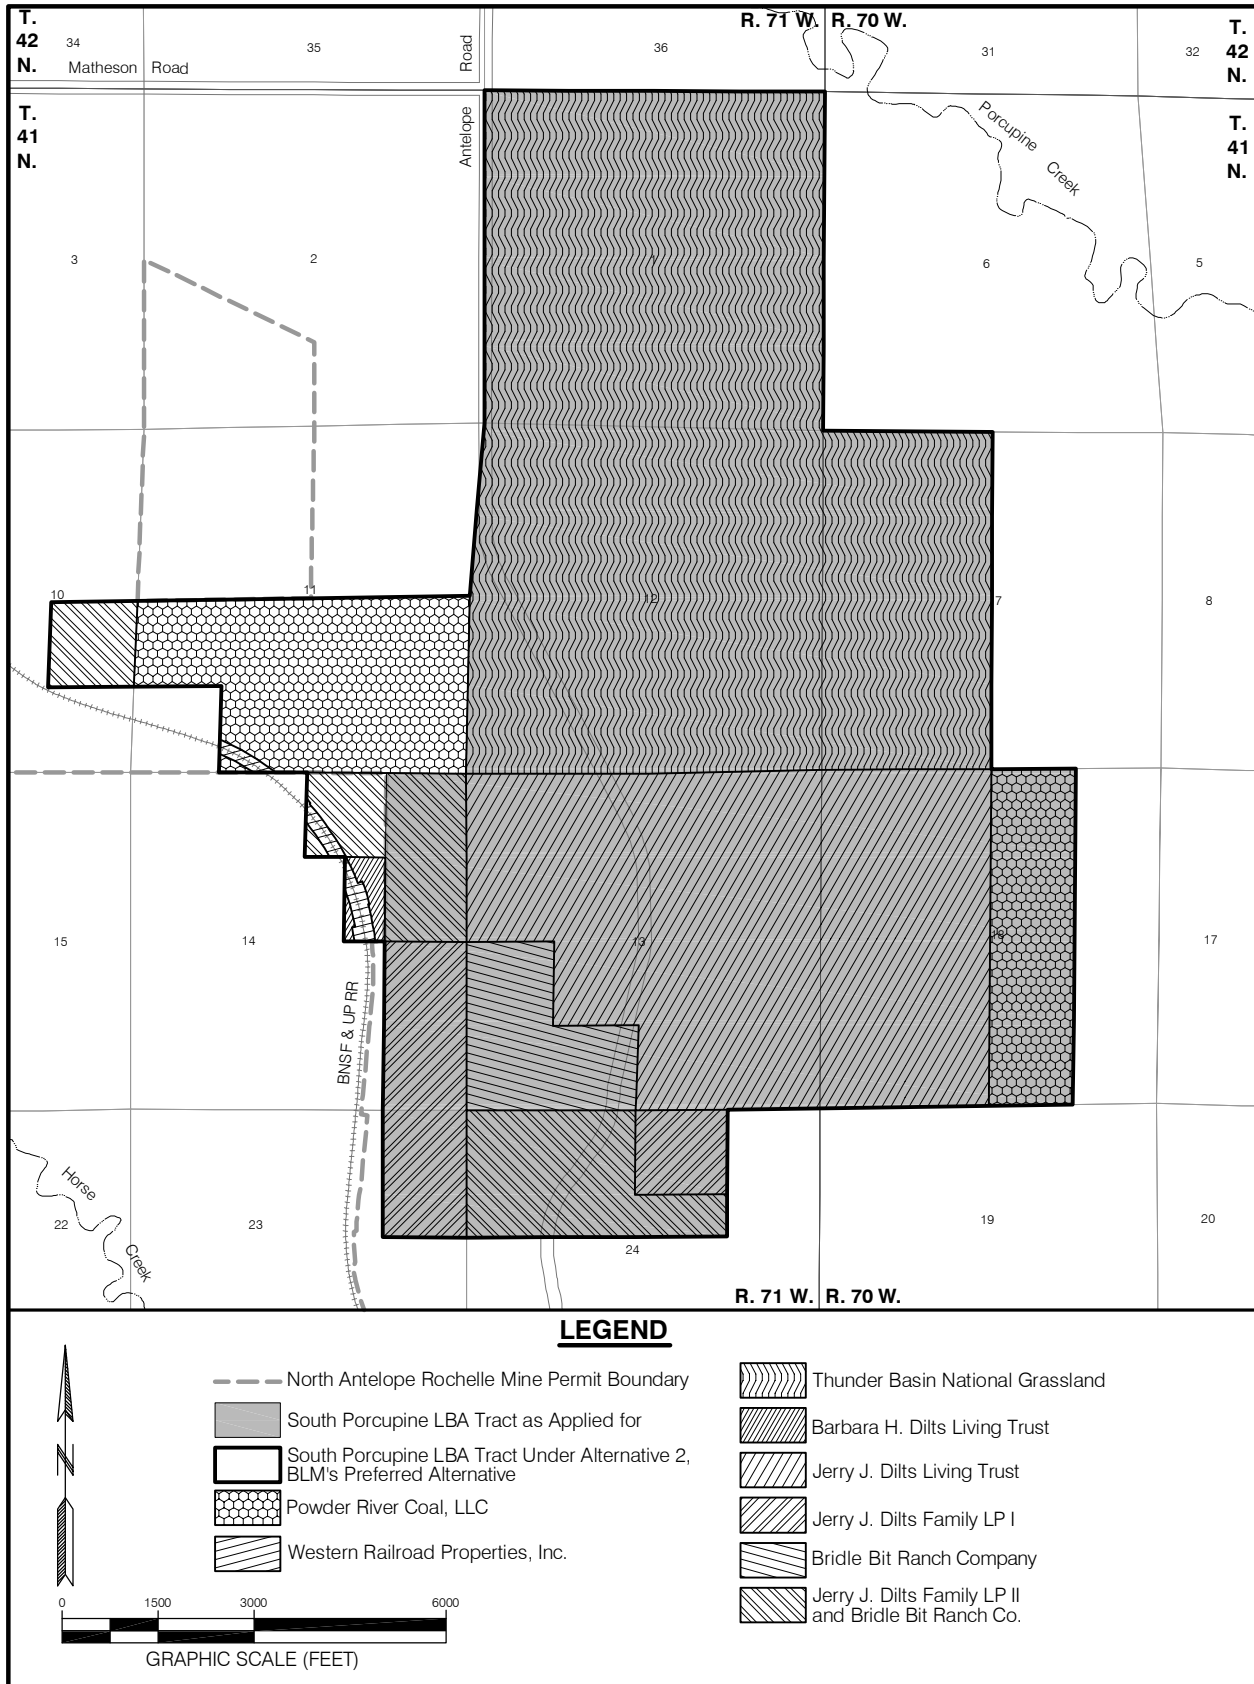 T.
42
N.
34
35
Matheson Road
Road
36
R. 71 W. R. 70 W.
31
32
T.
42
N.
T.
41
N.
Antelope
Porcupine
Creek
T.
41
N.
3
2
1
6
5
10
11
12
7
8
15
14
13
18
17
BNSF & UP RR
Horse
Creek
22
23
24
19
20
R. 71 W. R. 70 W.
LEGEND
North Antelope Rochelle Mine Permit Boundary
South Porcupine LBA Tract as Applied for
South Porcupine LBA Tract Under Alternative 2,
BLM's Preferred Alternative
Powder River Coal, LLC
Western Railroad Properties, Inc.
Thunder Basin National Grassland
Barbara H. Dilts Living Trust
Jerry J. Dilts Living Trust
Jerry J. Dilts Family LP I
Bridle Bit Ranch Company
Jerry J. Dilts Family LP II
and Bridle Bit Ranch Co.
N
0 1500 3000 6000
GRAPHIC SCALE (FEET)